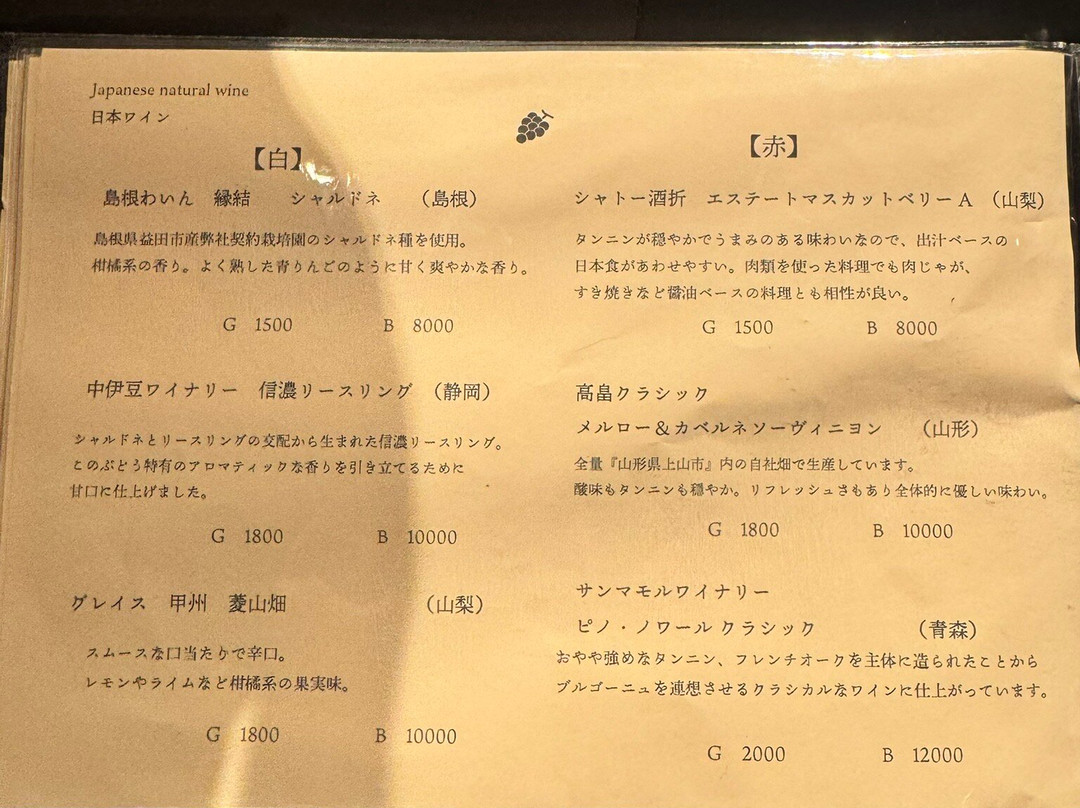 Japanese natural wine
日本ワイン
【白】
島根わいん 縁結 シャルドネ （島根）
島根県益田市産弊社契約栽培園のシャルドネ種を使用。
柑橘系の香り。よく熟した青りんごのように甘く爽やかな香り。
G 1500 B 8000
中伊豆ワイナリー 信濃リースリング （静岡）
シャルドネとリースリングの交配から生まれた信濃リースリング。
このぶどう特有のアロマティックな香りを引き立てるために
甘口に仕上げました。
G 1800 B 10000
グレイス 甲州 菱山畑 （山梨）
スムースな口当たりで辛口。
レモンやライムなど柑橘系の果実味。
G 1800 B 10000
【赤】
シャトー酒折 エステートマスカットベリーA （山梨）
タンニンが穏やかでうまみのある味わいなので、出汁ベースの
日本食があわせやすい。肉類を使った料理でも肉じゃが、
すき焼きなど醤油ベースの料理とも相性が良い。
G 1500 B 8000
高畠クラシック
メルロー＆カベルネソーヴィニヨン （山形）
全量『山形県上山市』内の自社畑で生産しています。
酸味もタンニンも穏やか。リフレッシュさもあり全体的に優しい味わい。
G 1800 B 10000
サンマモルワイナリー
ピノ・ノワール クラシック （青森）
おやや強めなタンニン、フレンチオークを主体に造られたことから
ブルゴーニュを連想させるクラシカルなワインに仕上がっています。
G 2000 B 12000